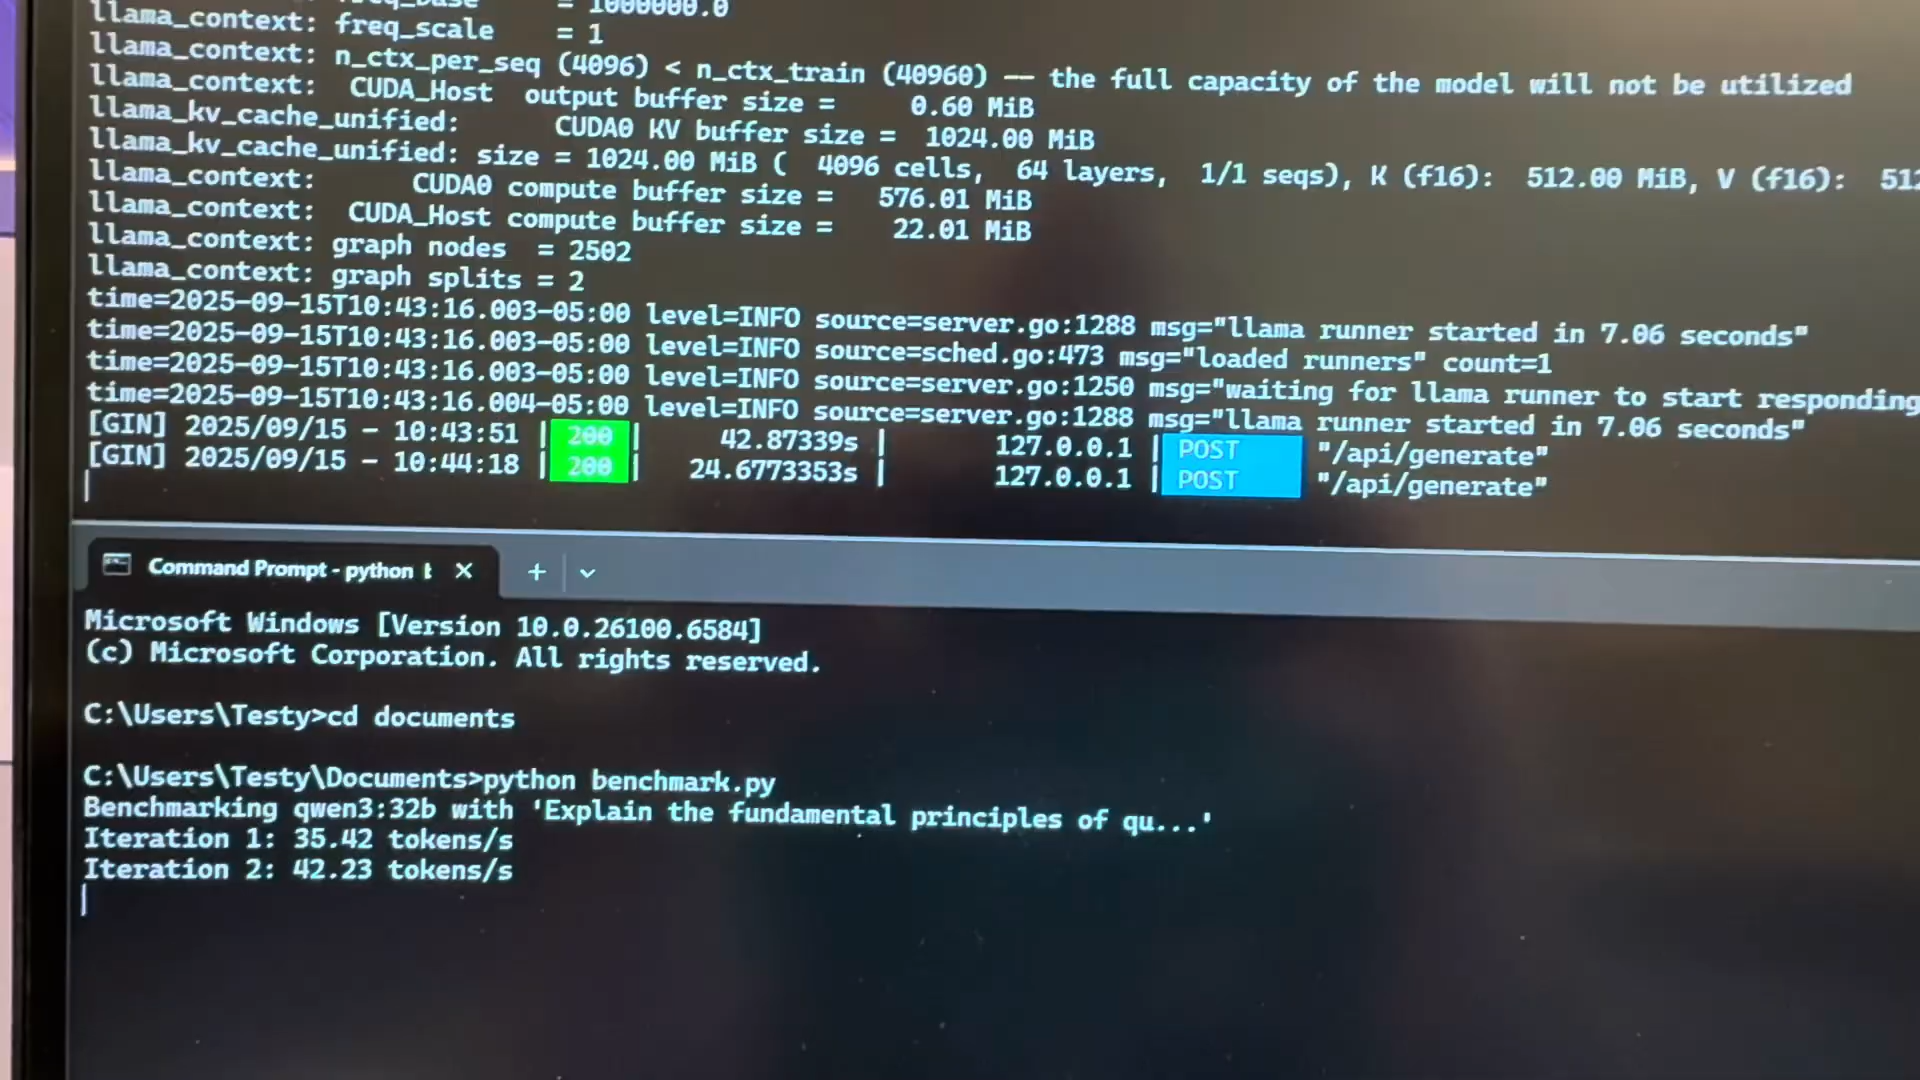 = 1000000.0
llama_context: freq_scale = 1
llama_context: n_ctx_per_seq (4096) < n_ctx_train (40960) -- the full capacity of the model will not be utilized
llama_context: CUDA_Host output buffer size = 0.60 MiB
llama_kv_cache_unified: CUDA0 KV buffer size = 1024.00 MiB
llama_kv_cache_unified: size = 1024.00 MiB ( 4096 cells, 64 layers, 1/1 seqs), K (f16): 512.00 MiB, V (f16): 512
llama_context: CUDA0 compute buffer size = 576.01 MiB
llama_context: CUDA_Host compute buffer size = 22.01 MiB
llama_context: graph nodes = 2502
llama_context: graph splits = 2
time=2025-09-15T10:43:16.003-05:00 level=INFO source=server.go:1288 msg="llama runner started in 7.06 seconds"
time=2025-09-15T10:43:16.003-05:00 level=INFO source=sched.go:473 msg="loaded runners" count=1
time=2025-09-15T10:43:16.003-05:00 level=INFO source=server.go:1250 msg="waiting for llama runner to start responding
time=2025-09-15T10:43:16.004-05:00 level=INFO source=server.go:1288 msg="llama runner started in 7.06 seconds"
[GIN] 2025/09/15 - 10:43:51 | 200 | 42.87339s | 127.0.0.1 | POST "/api/generate"
[GIN] 2025/09/15 - 10:44:18 | 200 | 24.6773353s | 127.0.0.1 | POST "/api/generate"
Command Prompt - python
Microsoft Windows [Version 10.0.26100.6584]
(c) Microsoft Corporation. All rights reserved.
C:\Users\Testy>cd documents
C:\Users\Testy\Documents>python benchmark.py
Benchmarking qwen3:32b with 'Explain the fundamental principles of qu...'
Iteration 1: 35.42 tokens/s
Iteration 2: 42.23 tokens/s